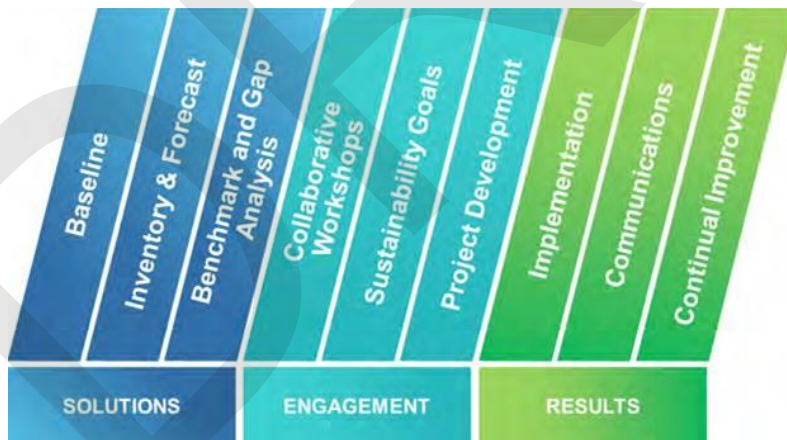 Baseline
Inventory & Forecast
Benchmark and Gap
Analysis
Collaborative
Workshops
Sustainability Goals
Project Development
Implementation
Communications
Continual Improvement
SOLUTIONS
ENGAGEMENT
RESULTS